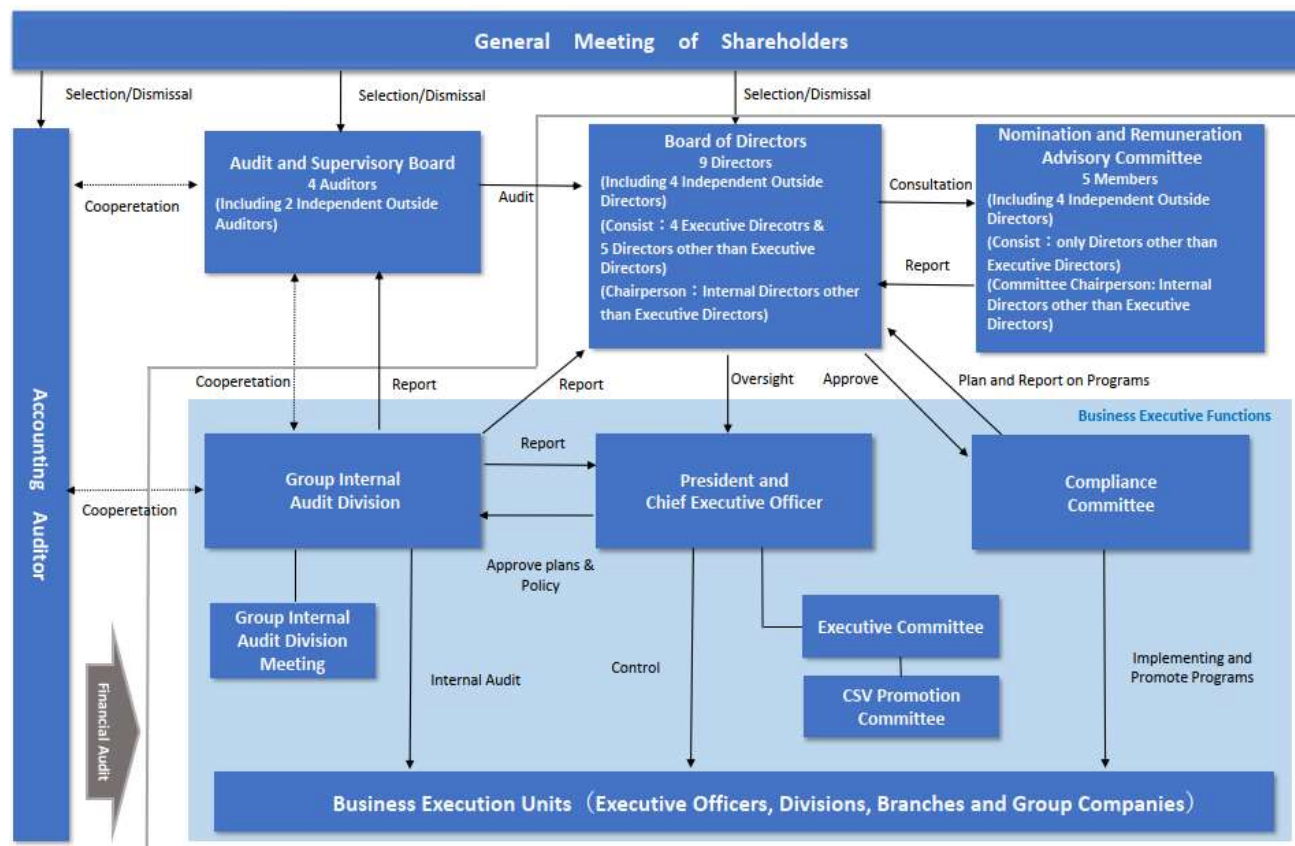 General Meeting of Shareholders
Selection/Dismissal
Selection/Dismissal
Selection/Dismissal
Accounting Auditor
Cooperetation
Audit and Supervisory Board
4 Auditors
(Including 2 Independent Outside
Auditors)
Audit
Board of Directors
9 Directors
(Including 4 Independent Outside
Directors)
(Consist：4 Executive Direcotrs &
5 Directors other than Executive
Directors)
(Chairperson：Internal Directors other
than Executive Directors)
Consultation
Report
Nomination and Remuneration
Advisory Committee
5 Members
(Including 4 Independent Outside
Directors)
(Consist：only Diretors other than
Executive Directors)
(Committee Chairperson: Internal
Directors other than Executive
Directors)
Cooperetation
Report
Report
Oversight
Approve
Plan and Report on Programs
Business Executive Functions
Cooperetation
Group Internal
Audit Division
Report
Approve plans &
Policy
President and
Chief Executive Officer
Compliance
Committee
Group Internal
Audit Division
Meeting
Internal Audit
Control
Executive Committee
CSV Promotion
Committee
Implementing and
Promote Programs
Financial Audit
Business Execution Units（Executive Officers, Divisions, Branches and Group Companies）